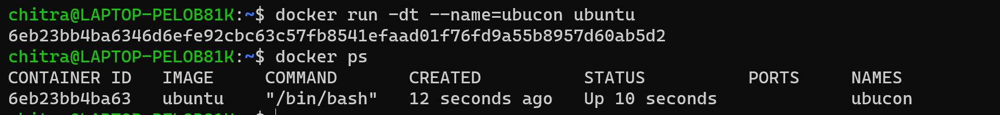 chitra@LAPTOP-PELOB81K:~$ docker run -dt --name=ubucon ubuntu
6eb23bb4ba6346d6efe92cbc63c57fb8541efaad01f76fd9a55b8957d60ab5d2
chitra@LAPTOP-PELOB81K:~$ docker ps
CONTAINER ID   IMAGE     COMMAND       CREATED          STATUS          PORTS     NAMES
6eb23bb4ba63   ubuntu    "/bin/bash"   12 seconds ago   Up 10 seconds             ubucon